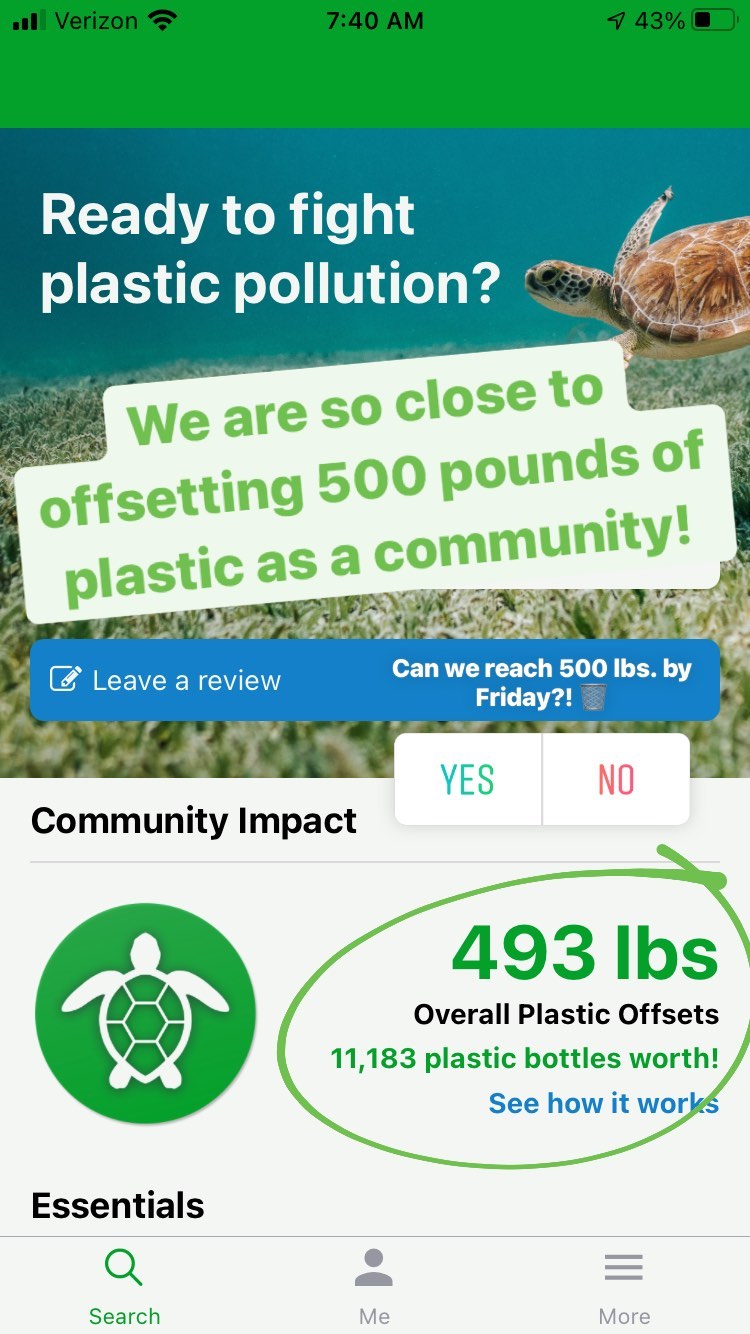 Verizon 7:40 AM 43%
Ready to fight
plastic pollution?
We are so close to
offsetting 500 pounds of
plastic as a community!
Leave a review
Can we reach 500 lbs. by
Friday?! 🗑️
YES NO
Community Impact
493 lbs
Overall Plastic Offsets
11,183 plastic bottles worth!
See how it works
Essentials
Search Me More